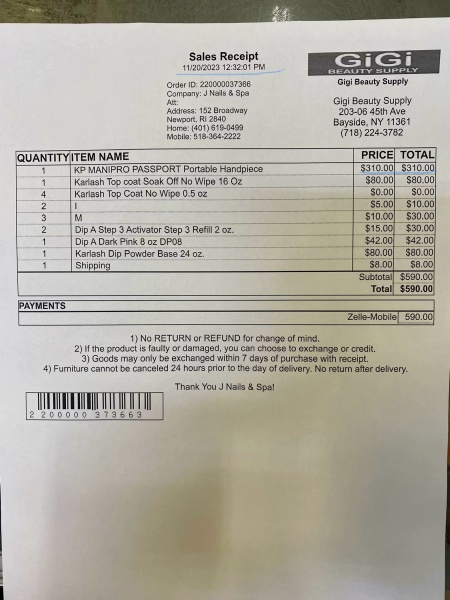 Sales Receipt
11/20/2023 12:32:01 PM
GiGi
BEAUTY SUPPLY
Gigi Beauty Supply
Order ID: 220000037366
Company: J Nails & Spa
Att:
Address: 152 Broadway
Newport, RI 2840
Home: (401) 619-0499
Mobile: 518-364-2222
Gigi Beauty Supply
203-06 45th Ave
Bayside, NY 11361
(718) 224-3782
QUANTITY ITEM NAME PRICE TOTAL
1 KP MANIPRO PASSPORT Portable Handpiece $310.00 $310.00
1 Karlash Top coat Soak Off No Wipe 16 Oz $80.00 $80.00
4 Karlash Top Coat No Wipe 0.5 oz $0.00 $0.00
2 I $5.00 $10.00
3 M $10.00 $30.00
2 Dip A Step 3 Activator Step 3 Refill 2 oz. $15.00 $30.00
1 Dip A Dark Pink 8 oz DP08 $42.00 $42.00
1 Karlash Dip Powder Base 24 oz. $80.00 $80.00
1 Shipping $8.00 $8.00
Subtotal $590.00
Total $590.00
PAYMENTS
Zelle-Mobile 590.00
1) No RETURN or REFUND for change of mind.
2) If the product is faulty or damaged, you can choose to exchange or credit.
3) Goods may only be exchanged within 7 days of purchase with receipt.
4) Furniture cannot be canceled 24 hours prior to the day of delivery. No return after delivery.
Thank You J Nails & Spa!
2 200000 373663